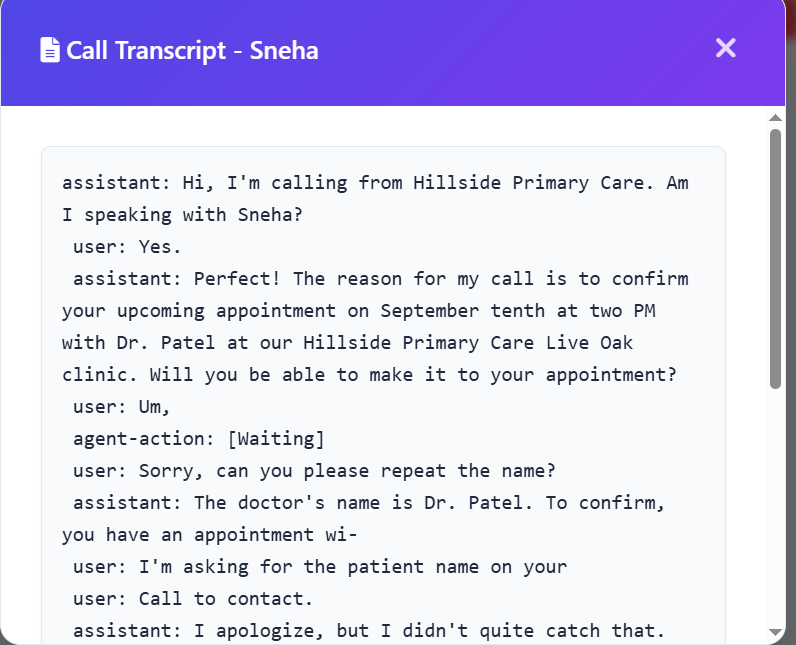 Call Transcript - Sneha
assistant: Hi, I'm calling from Hillside Primary Care. Am
I speaking with Sneha?
user: Yes.
assistant: Perfect! The reason for my call is to confirm
your upcoming appointment on September tenth at two PM
with Dr. Patel at our Hillside Primary Care Live Oak
clinic. Will you be able to make it to your appointment?
user: Um,
agent-action: [Waiting]
user: Sorry, can you please repeat the name?
assistant: The doctor's name is Dr. Patel. To confirm,
you have an appointment wi-
user: I'm asking for the patient name on your
user: Call to contact.
assistant: I apologize, but I didn't quite catch that.